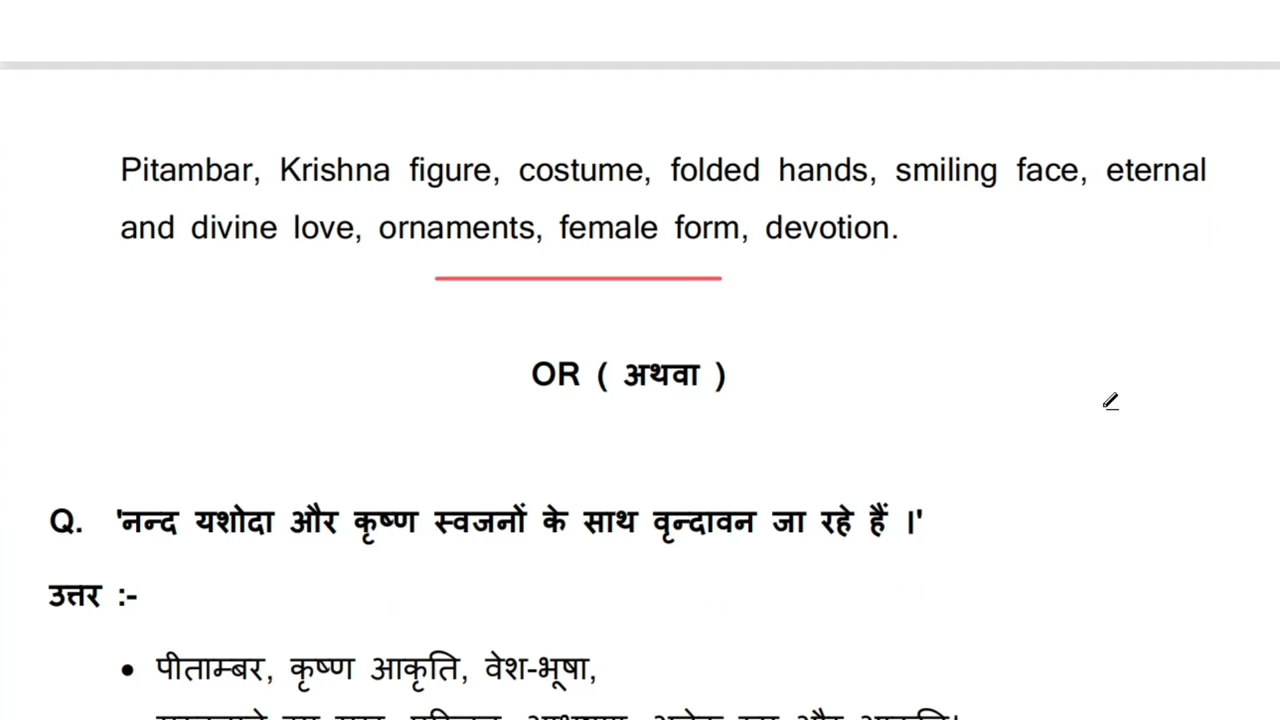 Pitambar, Krishna figure, costume, folded hands, smiling face, eternal
and divine love, ornaments, female form, devotion.
OR ( अथवा )
Q. 'नन्द यशोदा और कृष्ण स्वजनों के साथ वृन्दावन जा रहे हैं ।'
उत्तर :-
• पीताम्बर, कृष्ण आकृति, वेश-भूषा,